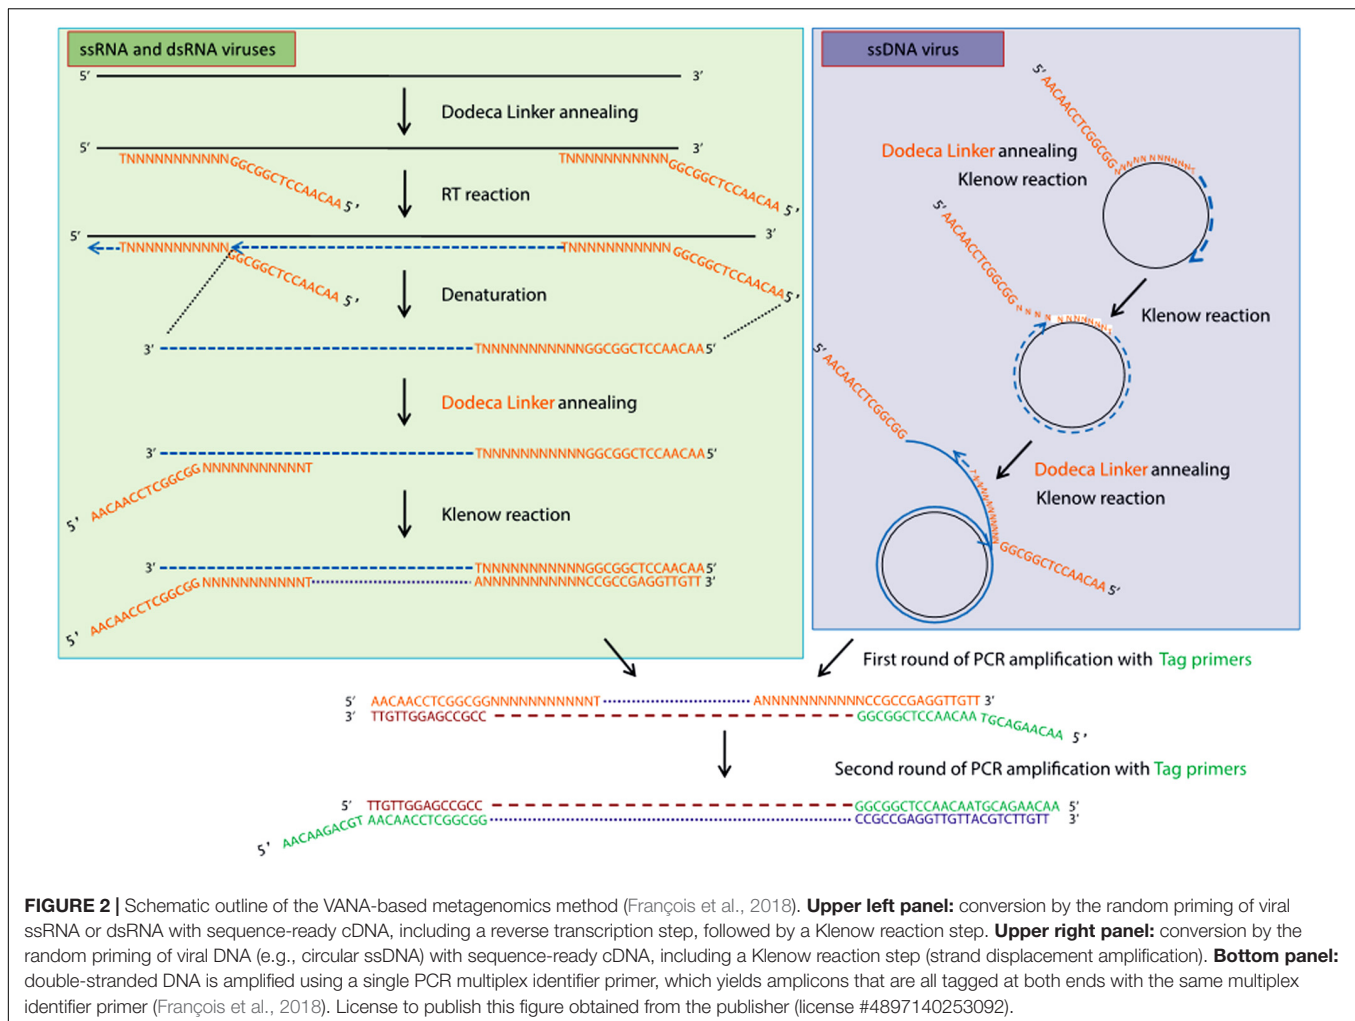 ssRNA and dsRNA viruses
5′ 3′
Dodeca Linker annealing
5′ 3′
TNNNNNNNNNNNGGCGGCTCCAACAA 5′ TNNNNNNNNNNNGGCGGCTCCAACAA 5′
RT reaction
5′ 3′
TNNNNNNNNNNNGGCGGCTCCAACAA 5′ TNNNNNNNNNNNGGCGGCTCCAACAA 5′
Denaturation
3′ TNNNNNNNNNNNGGCGGCTCCAACAA 5′
Dodeca Linker annealing
3′ TNNNNNNNNNNNGGCGGCTCCAACAA 5′
5′ AACAACCTCGGCGGNNNNNNNNNNNT
Klenow reaction
3′ TNNNNNNNNNNNGGCGGCTCCAACAA 5′
5′ AACAACCTCGGCGGNNNNNNNNNNNT ANNNNNNNNNNNCCGCCGAGGTTGTT 3′
ssDNA virus
5′ AACAACCTCGGCGG
Dodeca Linker annealing
Klenow reaction
5′ AACAACCTCGGCGG
Klenow reaction
5′ AACAACCTCGGCGG
Dodeca Linker annealing
Klenow reaction
GGCGGCTCCAACAA 5′
First round of PCR amplification with Tag primers
5′ AACAACCTCGGCGGNNNNNNNNNNNT ANNNNNNNNNNNCCGCCGAGGTTGTT 3′
3′ TTGTTGGAGCCGCC GGCGGCTCCAACAA TGCAGAACAA 5′
Second round of PCR amplification with Tag primers
5′ TTGTTGGAGCCGCC GGCGGCTCCAACAATGCAGAACAA 5′
5′ AACAAGACGT AACAACCTCGGCGG CCGCCGAGGTTGTTACGTCTTGTT 3′
FIGURE 2 | Schematic outline of the VANA-based metagenomics method (François et al., 2018). Upper left panel: conversion by the random priming of viral
ssRNA or dsRNA with sequence-ready cDNA, including a reverse transcription step, followed by a Klenow reaction step. Upper right panel: conversion by the
random priming of viral DNA (e.g., circular ssDNA) with sequence-ready cDNA, including a Klenow reaction step (strand displacement amplification). Bottom panel:
double-stranded DNA is amplified using a single PCR multiplex identifier primer, which yields amplicons that are all tagged at both ends with the same multiplex
identifier primer (François et al., 2018). License to publish this figure obtained from the publisher (license #4897140253092).